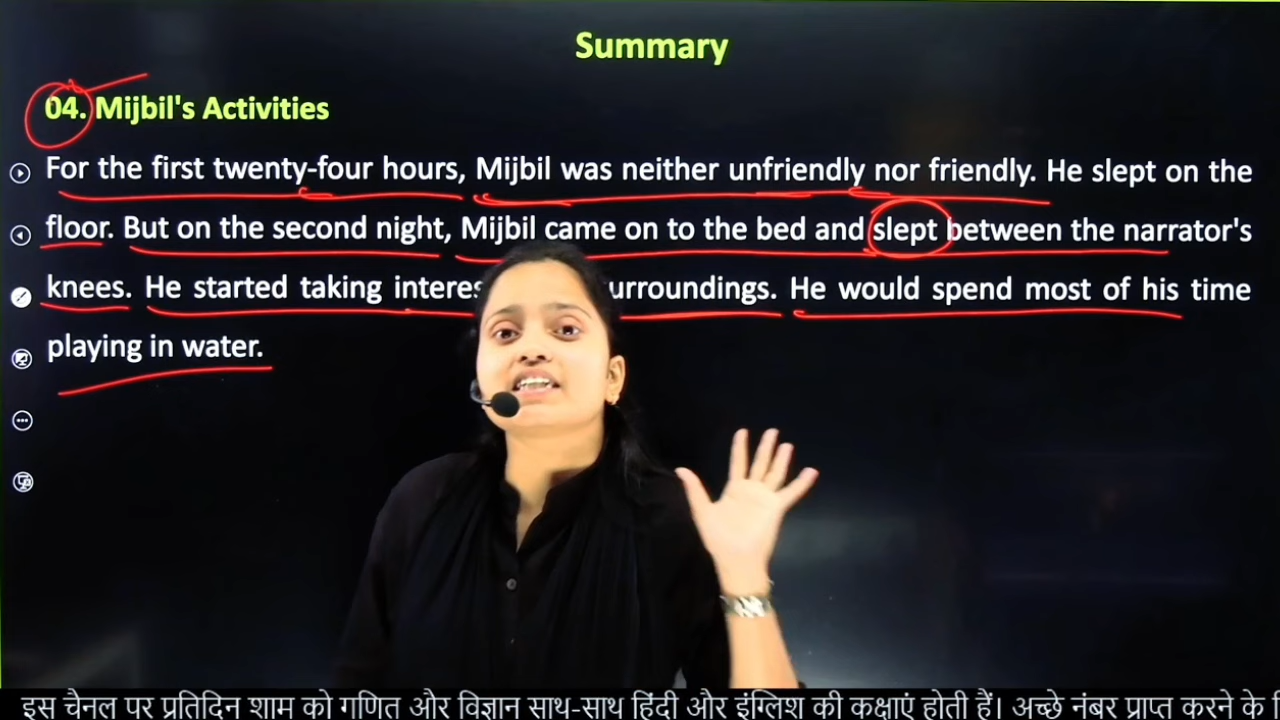 Summary
04. Mijbil's Activities
For the first twenty-four hours, Mijbil was neither unfriendly nor friendly. He slept on the
floor. But on the second night, Mijbil came on to the bed and slept between the narrator's
knees. He started taking urroundings. He would spend most of his time
playing in water.
इस चैनल पर प्रतिदिन शाम को गणित और विज्ञान साथ-साथ हिंदी और इंग्लिश की कक्षाएं होती हैं। अच्छे नंबर प्राप्त करने के